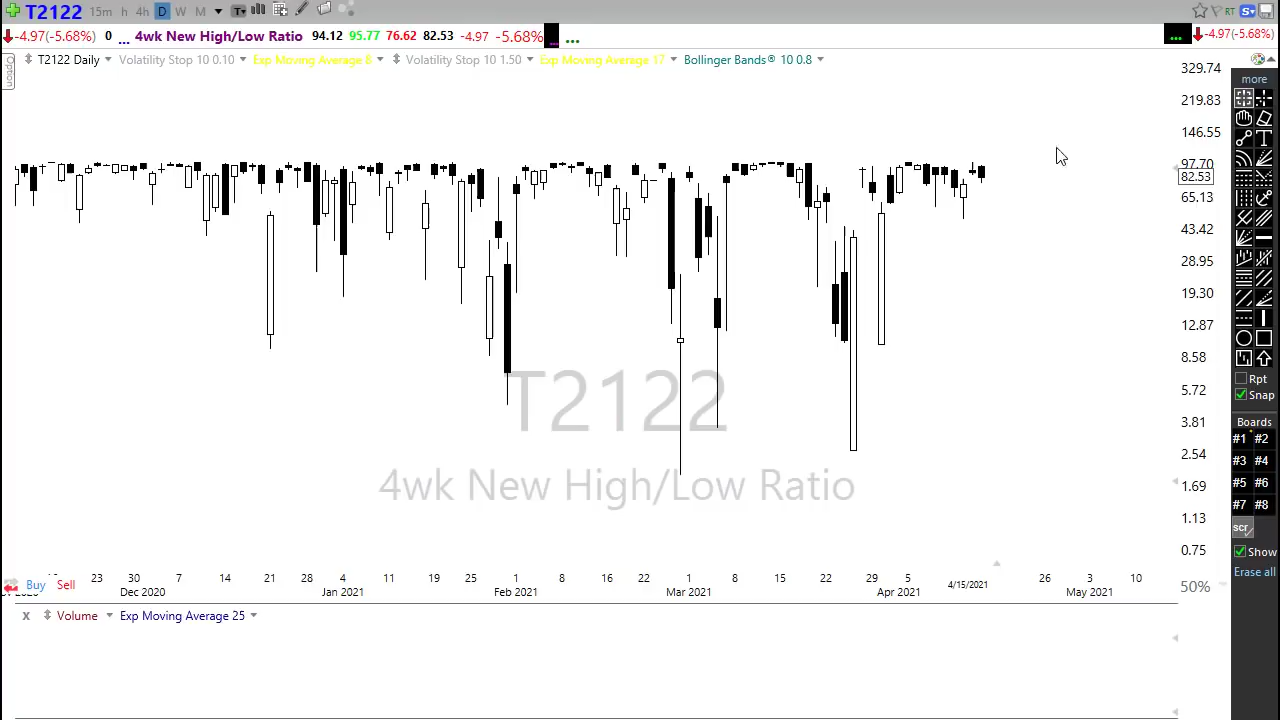 T2122 15m h 4h D W M T RT S
-4.97(-5.68%) 0 ... 4wk New High/Low Ratio 94.12 95.77 76.62 82.53 -4.97 -5.68% ... ... ... -4.97(-5.68%)
Option
T2122 Daily Volatility Stop 10 0.10 Exp Moving Average 8 Volatility Stop 10 1.50 Exp Moving Average 17 Bollinger Bands® 10 0.8
329.74
219.83
146.55
97.70
82.53
65.13
43.42
28.95
19.30
12.87
8.58
5.72
3.81
2.54
1.69
1.13
0.75
50%
T2122
4wk New High/Low Ratio
more
T
Rpt
Snap
Boards
#1 #2
#3 #4
#5 #6
#7 #8
scr
Show
Erase all
23 30 7 14 21 28 4 11 19 25 1 8 16 22 1 8 15 22 29 5 4/15/2021 26 3 10
Buy Sell
2020 Dec 2020 Jan 2021 Feb 2021 Mar 2021 Apr 2021 May 2021
x Volume Exp Moving Average 25